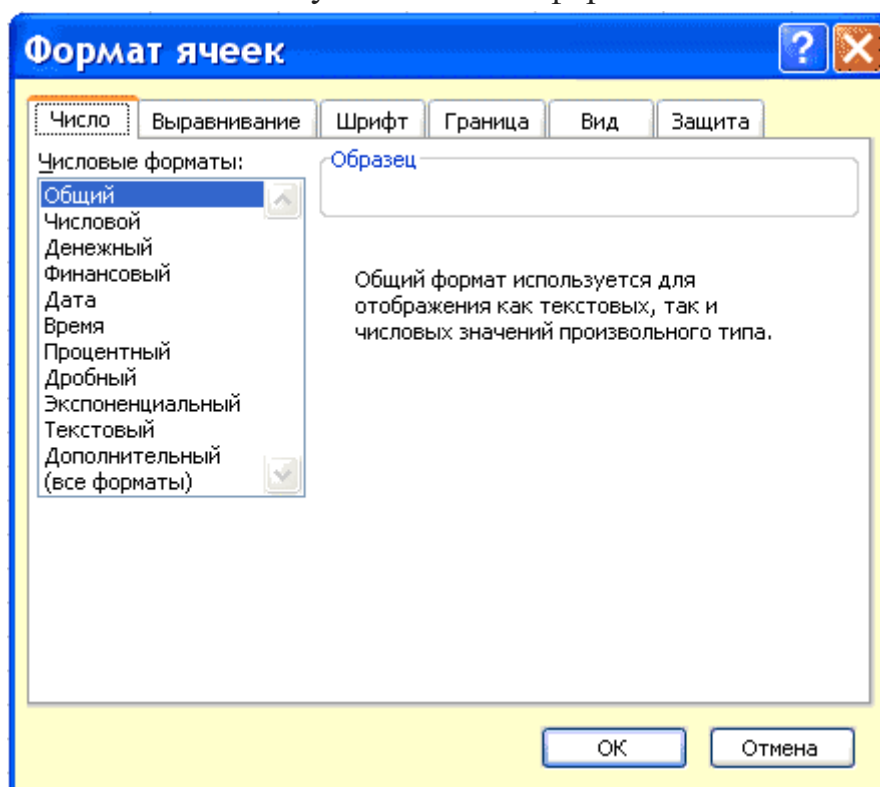 Формат ячеек
?
Число Выравнивание Шрифт Граница Вид Защита
Числовые форматы:
Общий
Числовой
Денежный
Финансовый
Дата
Время
Процентный
Дробный
Экспоненциальный
Текстовый
Дополнительный
(все форматы)
Образец
Общий формат используется для
отображения как текстовых, так и
числовых значений произвольного типа.
ОК Отмена